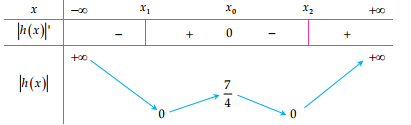 x −∞ x₁ x₀ x₂ +∞
|h(x)|' − + 0 − +
+∞ +∞
|h(x)| 7/4
0 0